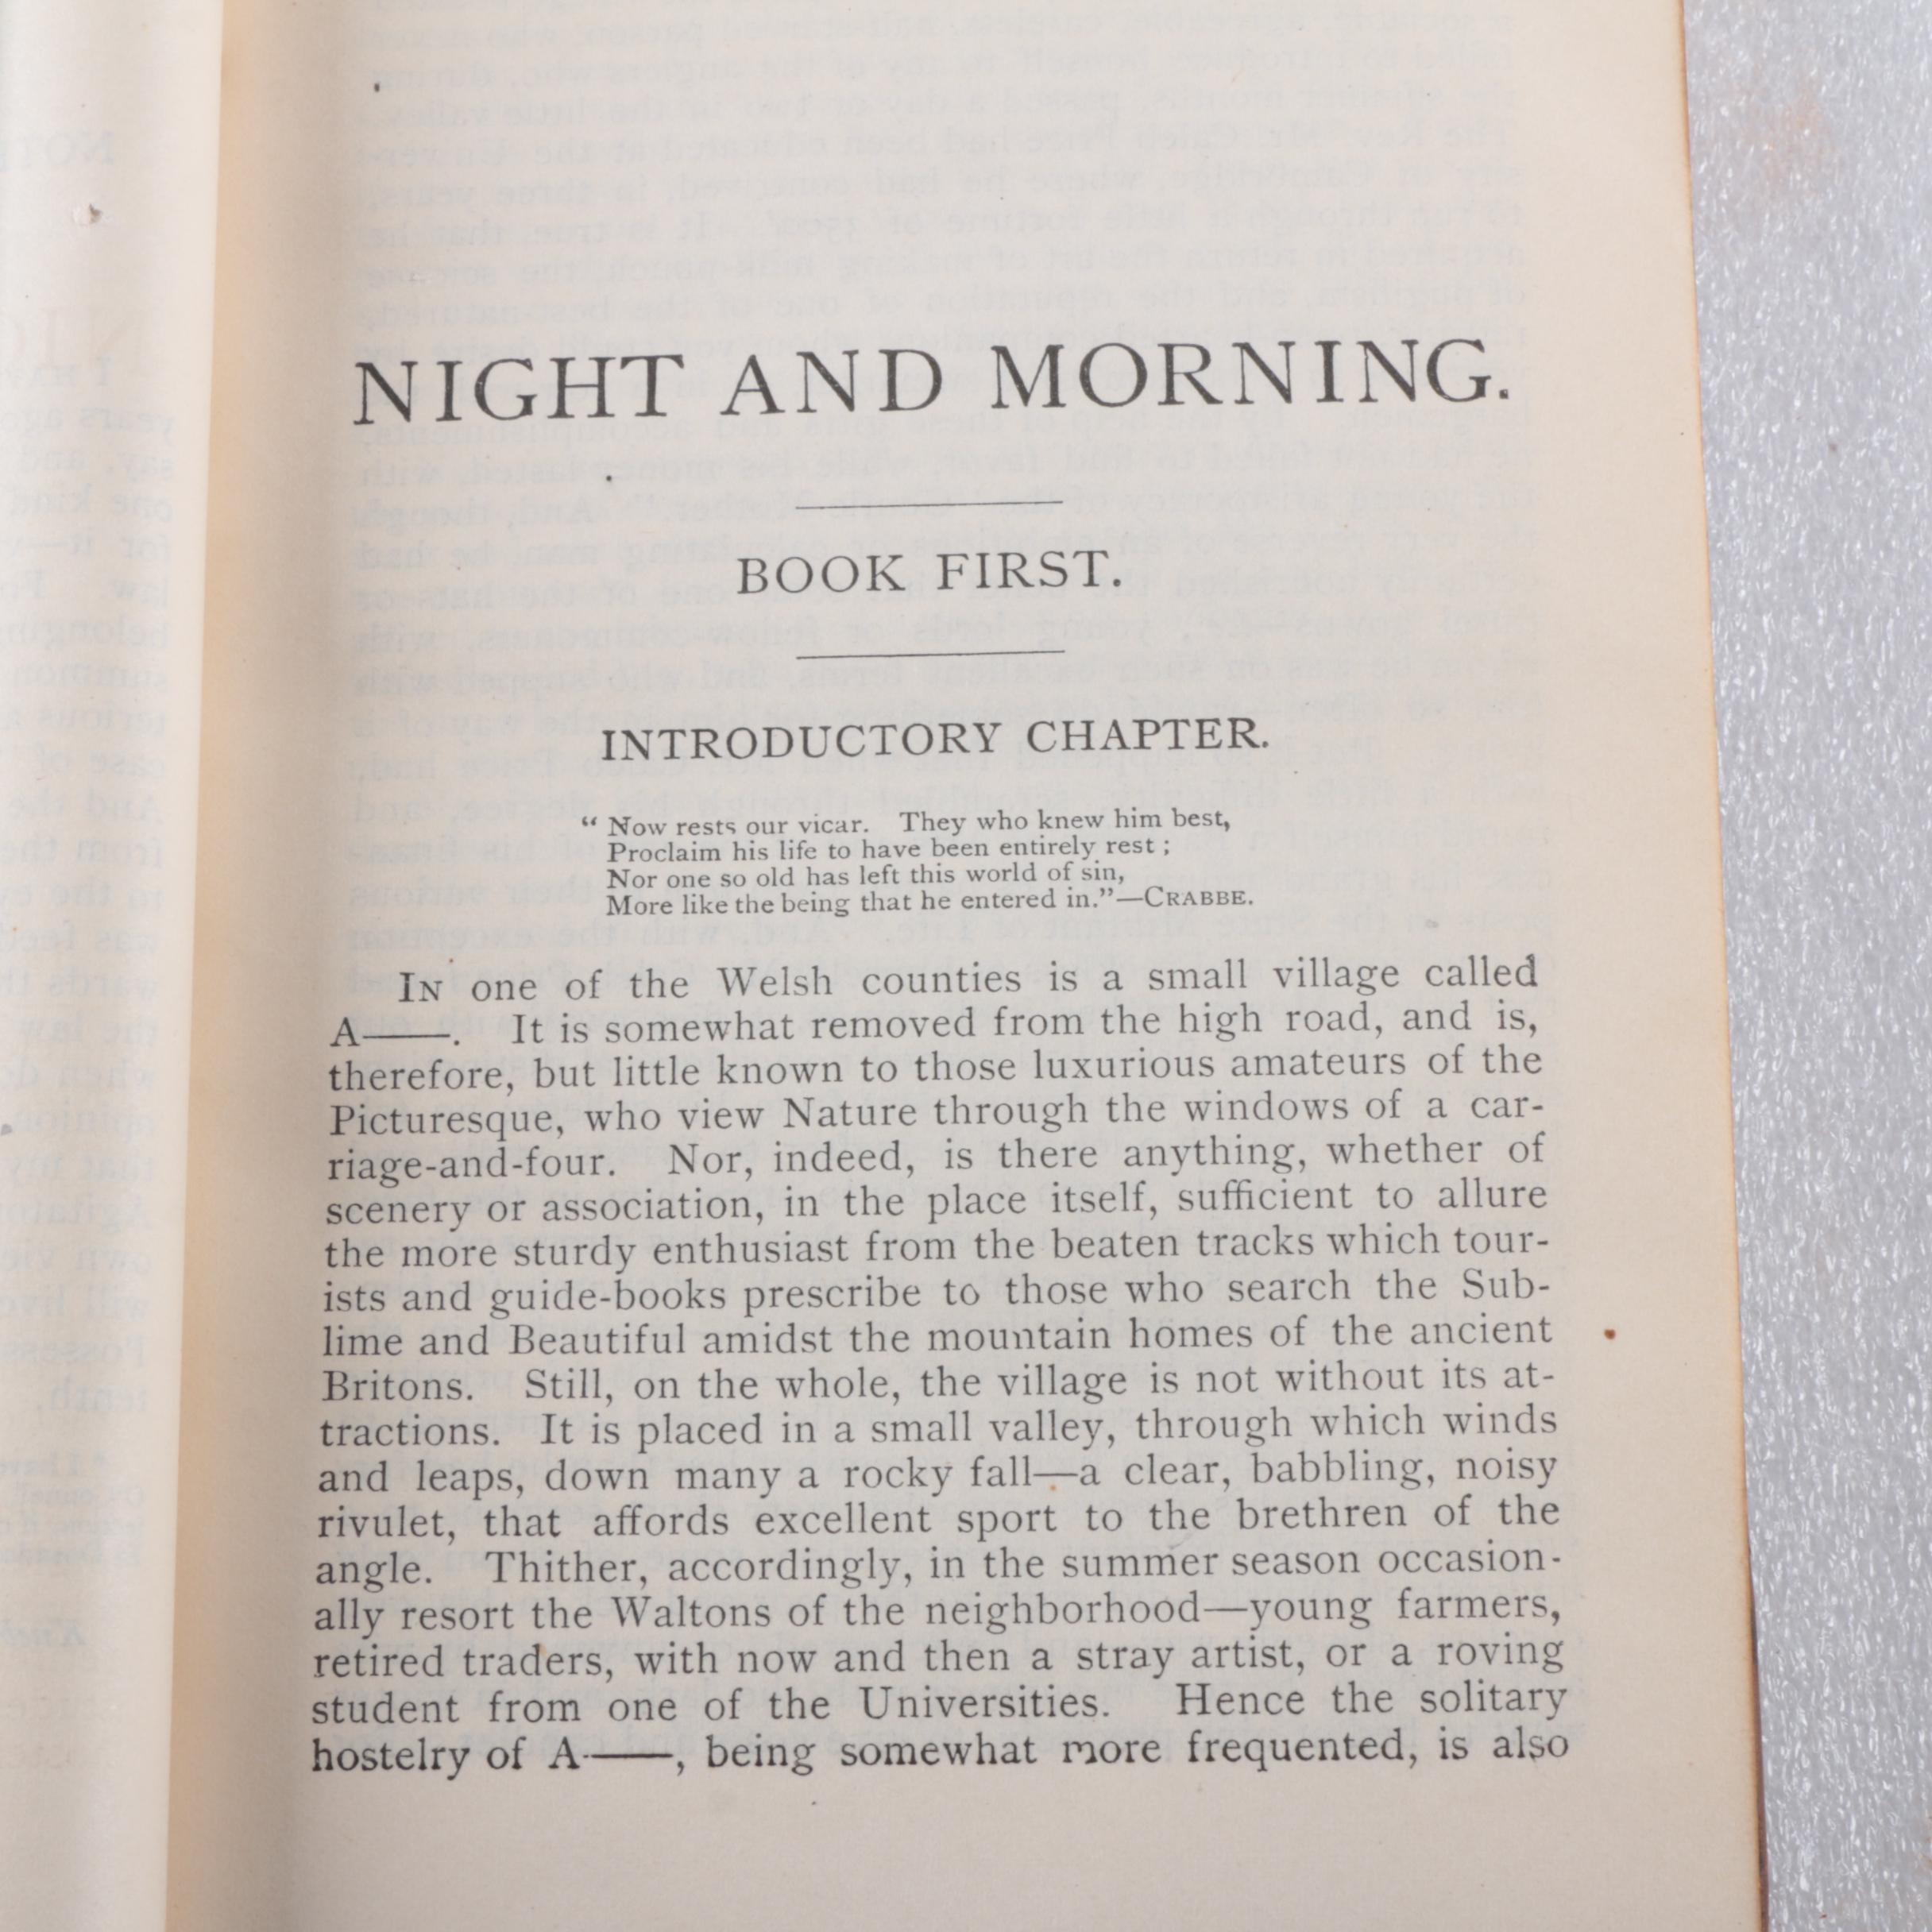 NIGHT AND MORNING.
BOOK FIRST.
INTRODUCTORY CHAPTER.
“ Now rests our vicar. They who knew him best,
Proclaim his life to have been entirely rest ;
Nor one so old has left this world of sin,
More like the being that he entered in.”—CRABBE.
IN one of the Welsh counties is a small village called
A——. It is somewhat removed from the high road, and is,
therefore, but little known to those luxurious amateurs of the
Picturesque, who view Nature through the windows of a car-
riage-and-four. Nor, indeed, is there anything, whether of
scenery or association, in the place itself, sufficient to allure
the more sturdy enthusiast from the beaten tracks which tour-
ists and guide-books prescribe to those who search the Sub-
lime and Beautiful amidst the mountain homes of the ancient
Britons. Still, on the whole, the village is not without its at-
tractions. It is placed in a small valley, through which winds
and leaps, down many a rocky fall—a clear, babbling, noisy
rivulet, that affords excellent sport to the brethren of the
angle. Thither, accordingly, in the summer season occasion-
ally resort the Waltons of the neighborhood—young farmers,
retired traders, with now and then a stray artist, or a roving
student from one of the Universities. Hence the solitary
hostelry of A——, being somewhat more frequented, is also